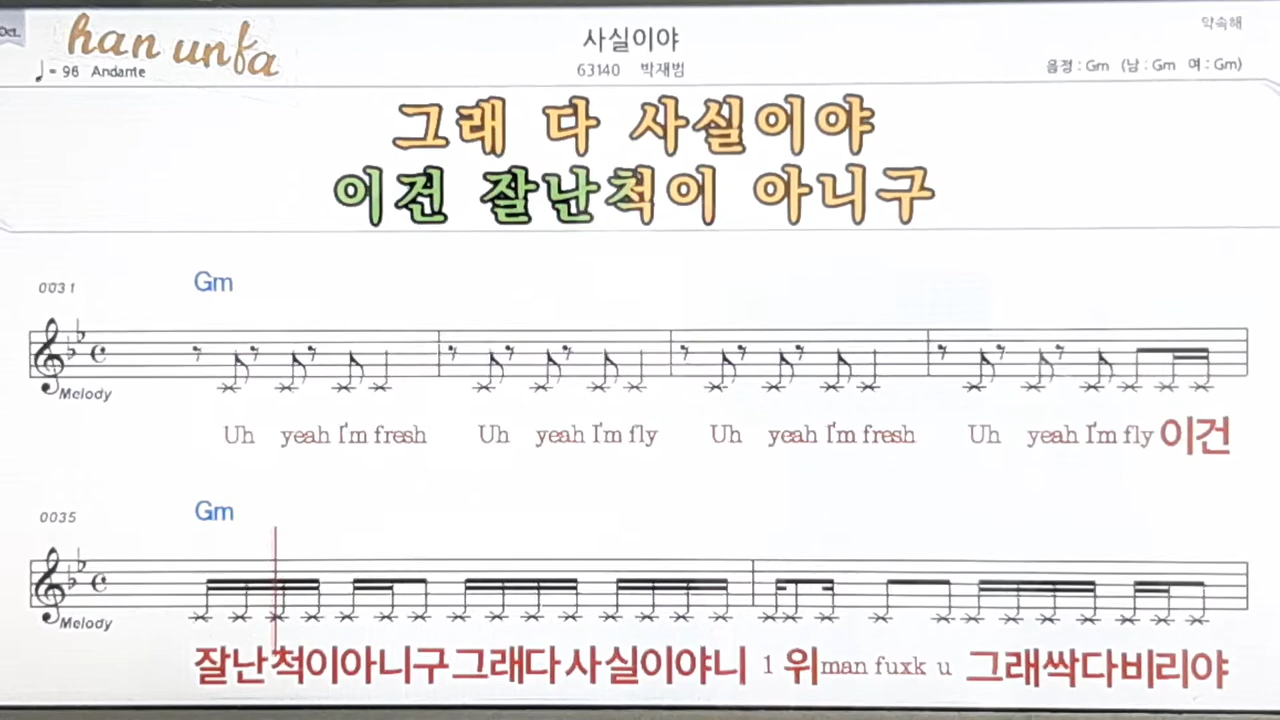 han unfa
사실이야
약속해
♩ = 96 Andante
63140 박재범
음정 : Gm (남 : Gm 여 : Gm)
그래 다 사실이야
이건 잘난척이 아니구
0031
Gm
Melody
Uh yeah I'm fresh Uh yeah I'm fly Uh yeah I'm fresh Uh yeah I'm fly 이건
0035
Gm
Melody
잘난척이아니구그래다사실이야니 1 위man fuxk u 그래싹다비리야